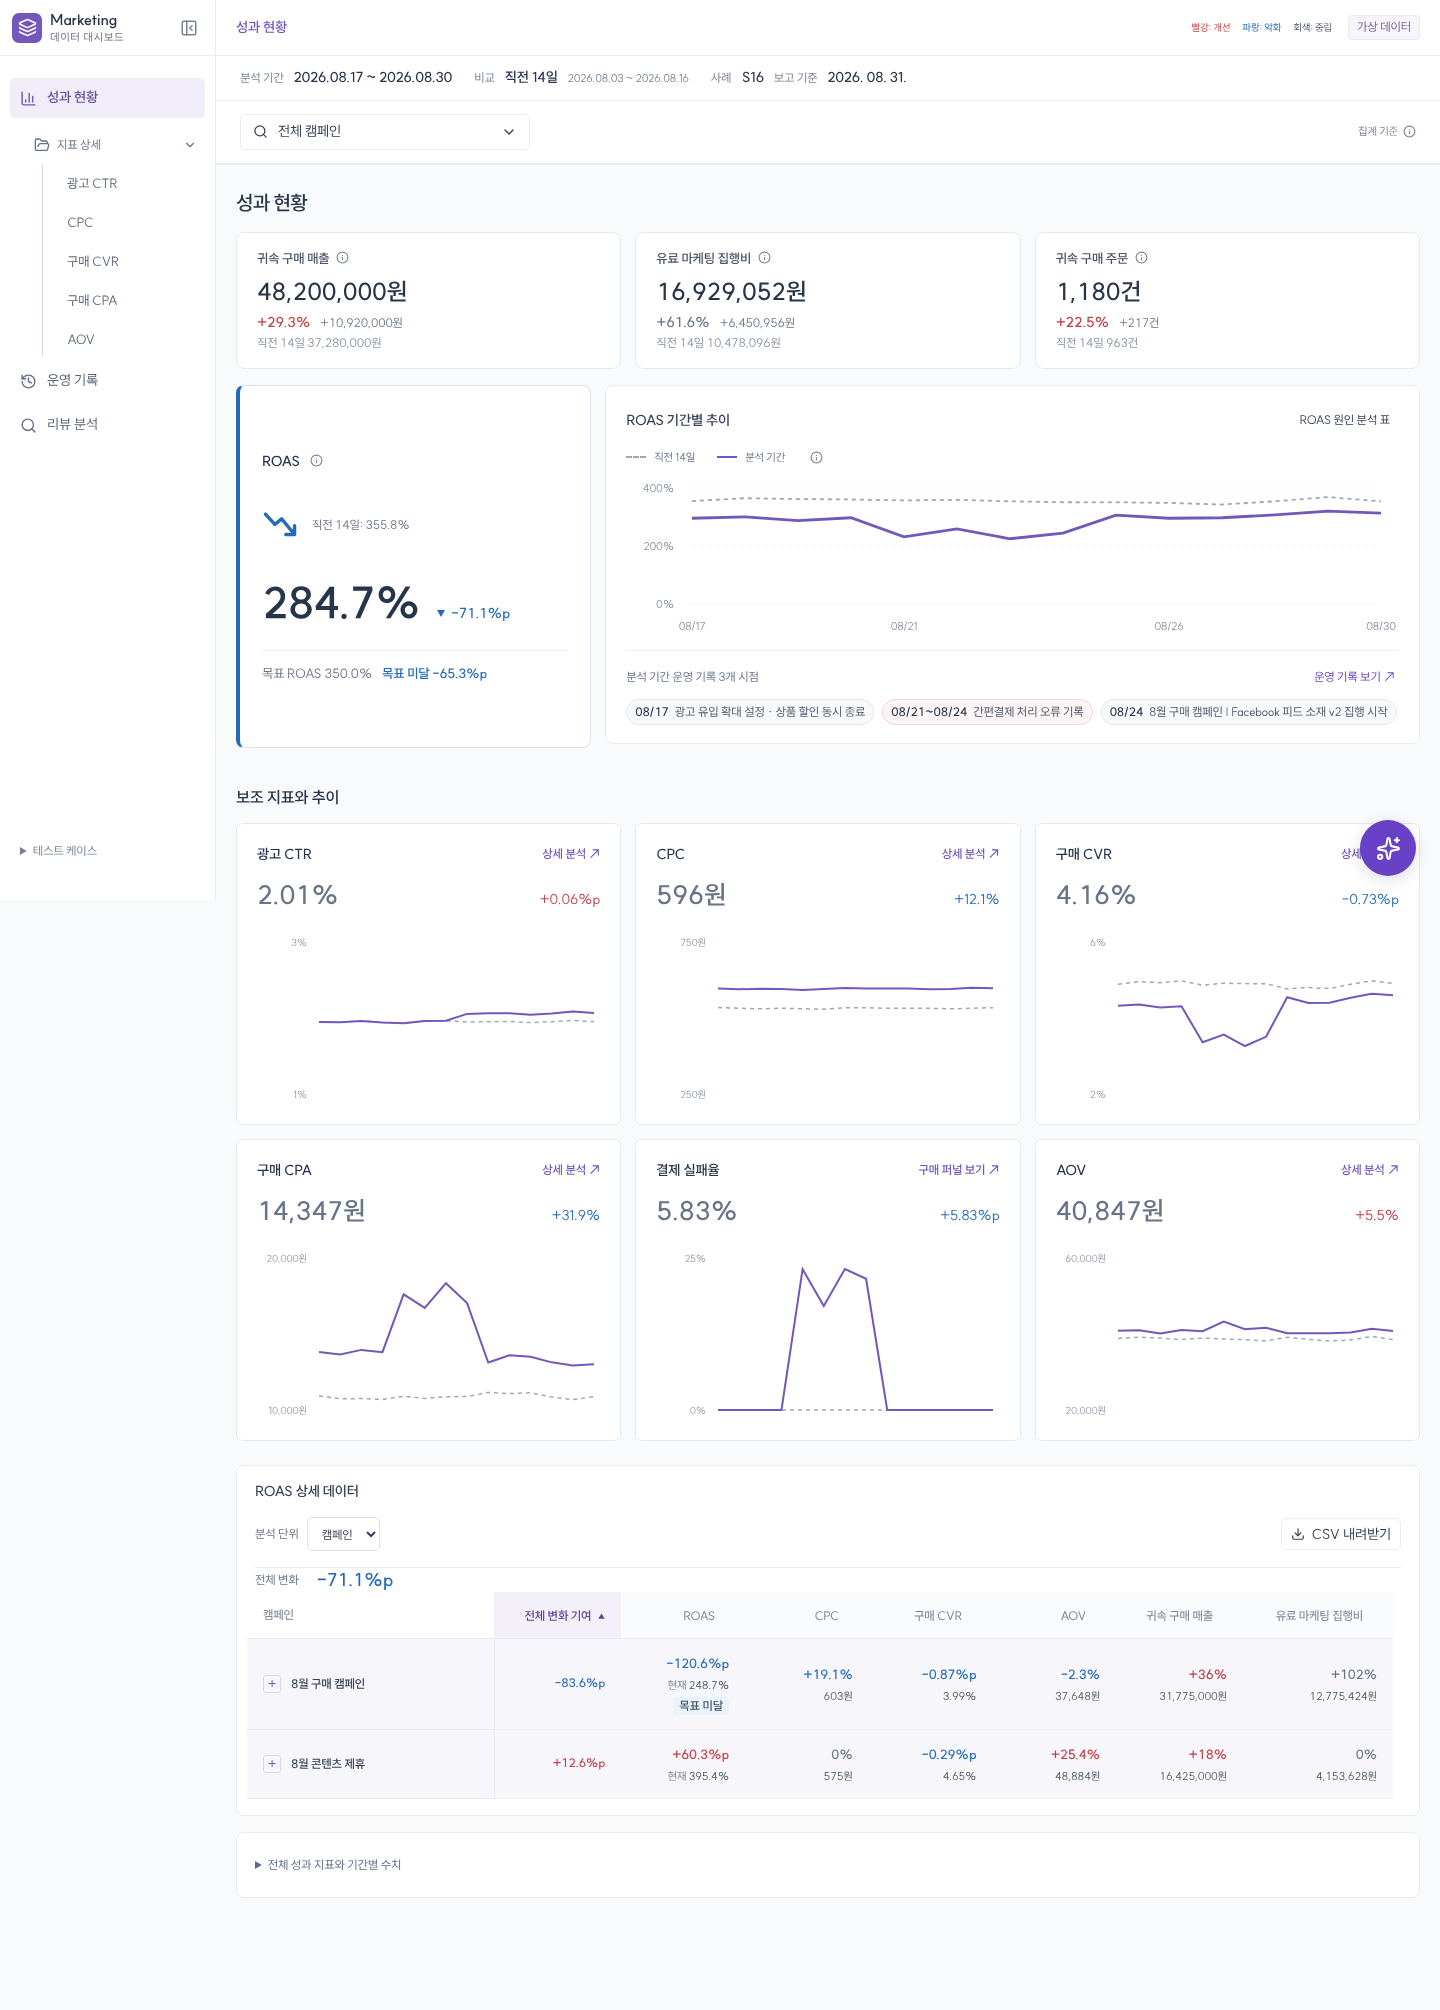 Marketing
데이터 대시보드
성과 현황
지표 상세
광고 CTR
CPC
구매 CVR
구매 CPA
AOV
운영 기록
리뷰 분석
테스트 케이스
성과 현황
빨강: 개선 파랑: 악화 회색: 중립 가상 데이터
분석 기간 2026.08.17 ~ 2026.08.30 비교 직전 14일 2026.08.03 ~ 2026.08.16 사례 S16 보고 기준 2026. 08. 31.
전체 캠페인
집계 기준
성과 현황
귀속 구매 매출
48,200,000원
+29.3% +10,920,000원
직전 14일 37,280,000원
유료 마케팅 집행비
16,929,052원
+61.6% +6,450,956원
직전 14일 10,478,096원
귀속 구매 주문
1,180건
+22.5% +217건
직전 14일 963건
ROAS
직전 14일: 355.8%
284.7% ▼ −71.1%p
목표 ROAS 350.0% 목표 미달 −65.3%p
ROAS 기간별 추이
ROAS 원인 분석 표
직전 14일 분석 기간
400%
200%
0%
08/17 08/21 08/26 08/30
분석 기간 운영 기록 3개 시점
운영 기록 보기
08/17 광고 유입 확대 설정 · 상품 할인 동시 종료
08/21~08/24 간편결제 처리 오류 기록
08/24 8월 구매 캠페인 | Facebook 피드 소재 v2 집행 시작
보조 지표와 추이
광고 CTR 상세 분석
2.01% +0.06%p
3%
1%
CPC 상세 분석
596원 +12.1%
750원
250원
구매 CVR 상세
4.16% −0.73%p
6%
2%
구매 CPA 상세 분석
14,347원 +31.9%
20,000원
10,000원
결제 실패율 구매 퍼널 보기
5.83% +5.83%p
25%
0%
AOV 상세 분석
40,847원 +5.5%
60,000원
20,000원
ROAS 상세 데이터
분석 단위 캠페인
CSV 내려받기
전체 변화 −71.1%p
캠페인 전체 변화 기여 ▲ ROAS CPC 구매 CVR AOV 귀속 구매 매출 유료 마케팅 집행비
8월 구매 캠페인
−83.6%p
−120.6%p
현재 248.7%
목표 미달
+19.1%
603원
−0.87%p
3.99%
−2.3%
37,648원
+36%
31,775,000원
+102%
12,775,424원
8월 콘텐츠 제휴
+12.6%p
+60.3%p
현재 395.4%
0%
575원
−0.29%p
4.65%
+25.4%
48,884원
+18%
16,425,000원
0%
4,153,628원
전체 성과 지표와 기간별 수치